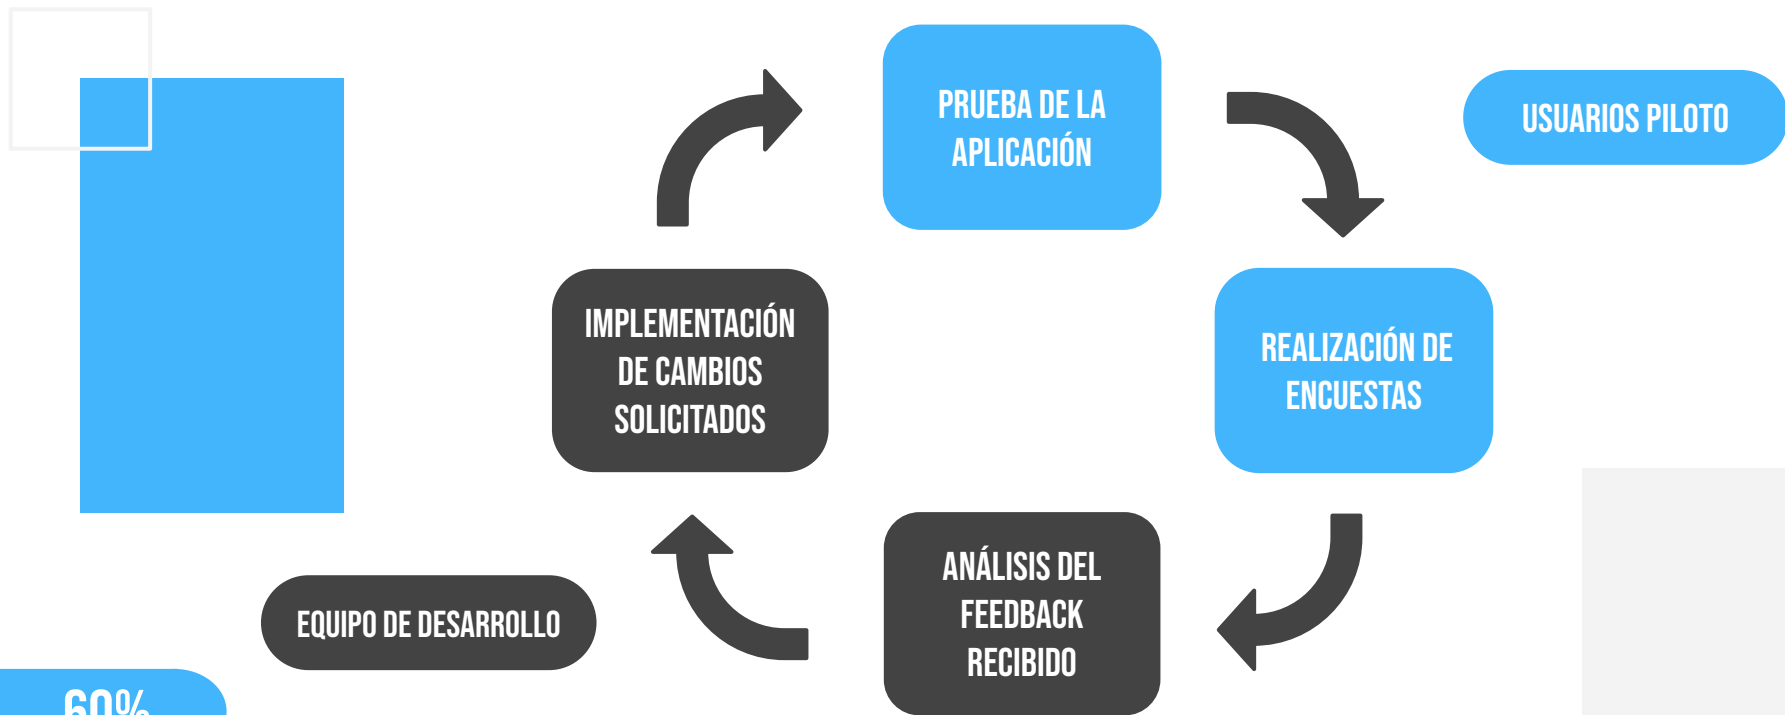 PRUEBA DE LA
APLICACIÓN
USUARIOS PILOTO
REALIZACIÓN DE
ENCUESTAS
ANÁLISIS DEL
FEEDBACK
RECIBIDO
IMPLEMENTACIÓN
DE CAMBIOS
SOLICITADOS
EQUIPO DE DESARROLLO
60%